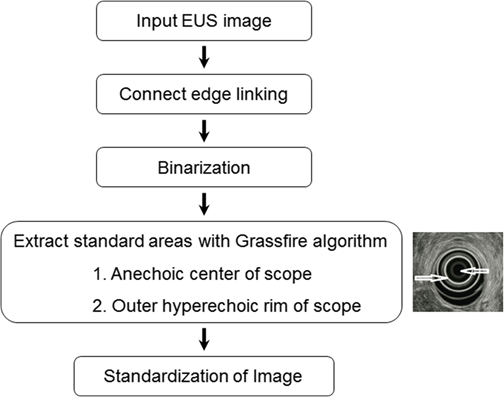 Input EUS image
Connect edge linking
Binarization
Extract standard areas with Grassfire algorithm
1. Anechoic center of scope
2. Outer hyperechoic rim of scope
Standardization of Image